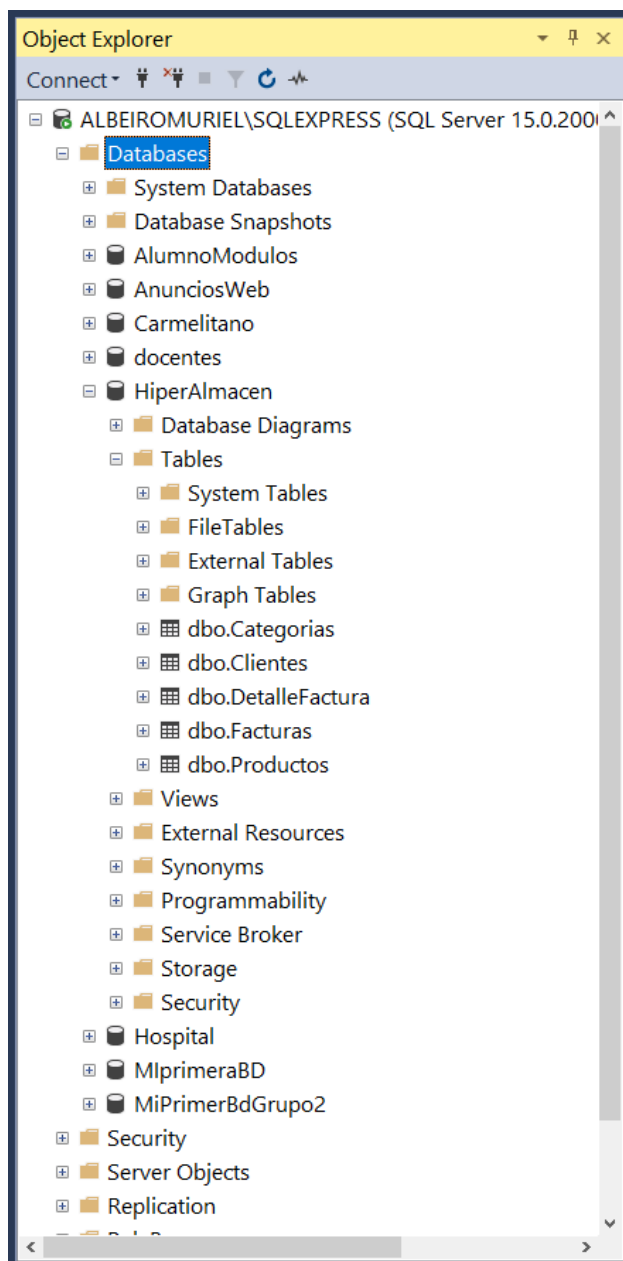 Object Explorer
Connect
ALBEIROMURIEL\SQLEXPRESS (SQL Server 15.0.200
Databases
System Databases
Database Snapshots
AlumnoModulos
AnunciosWeb
Carmelitano
docentes
HiperAlmacen
Database Diagrams
Tables
System Tables
FileTables
External Tables
Graph Tables
dbo.Categorias
dbo.Clientes
dbo.DetalleFactura
dbo.Facturas
dbo.Productos
Views
External Resources
Synonyms
Programmability
Service Broker
Storage
Security
Hospital
MIprimeraBD
MiPrimerBdGrupo2
Security
Server Objects
Replication